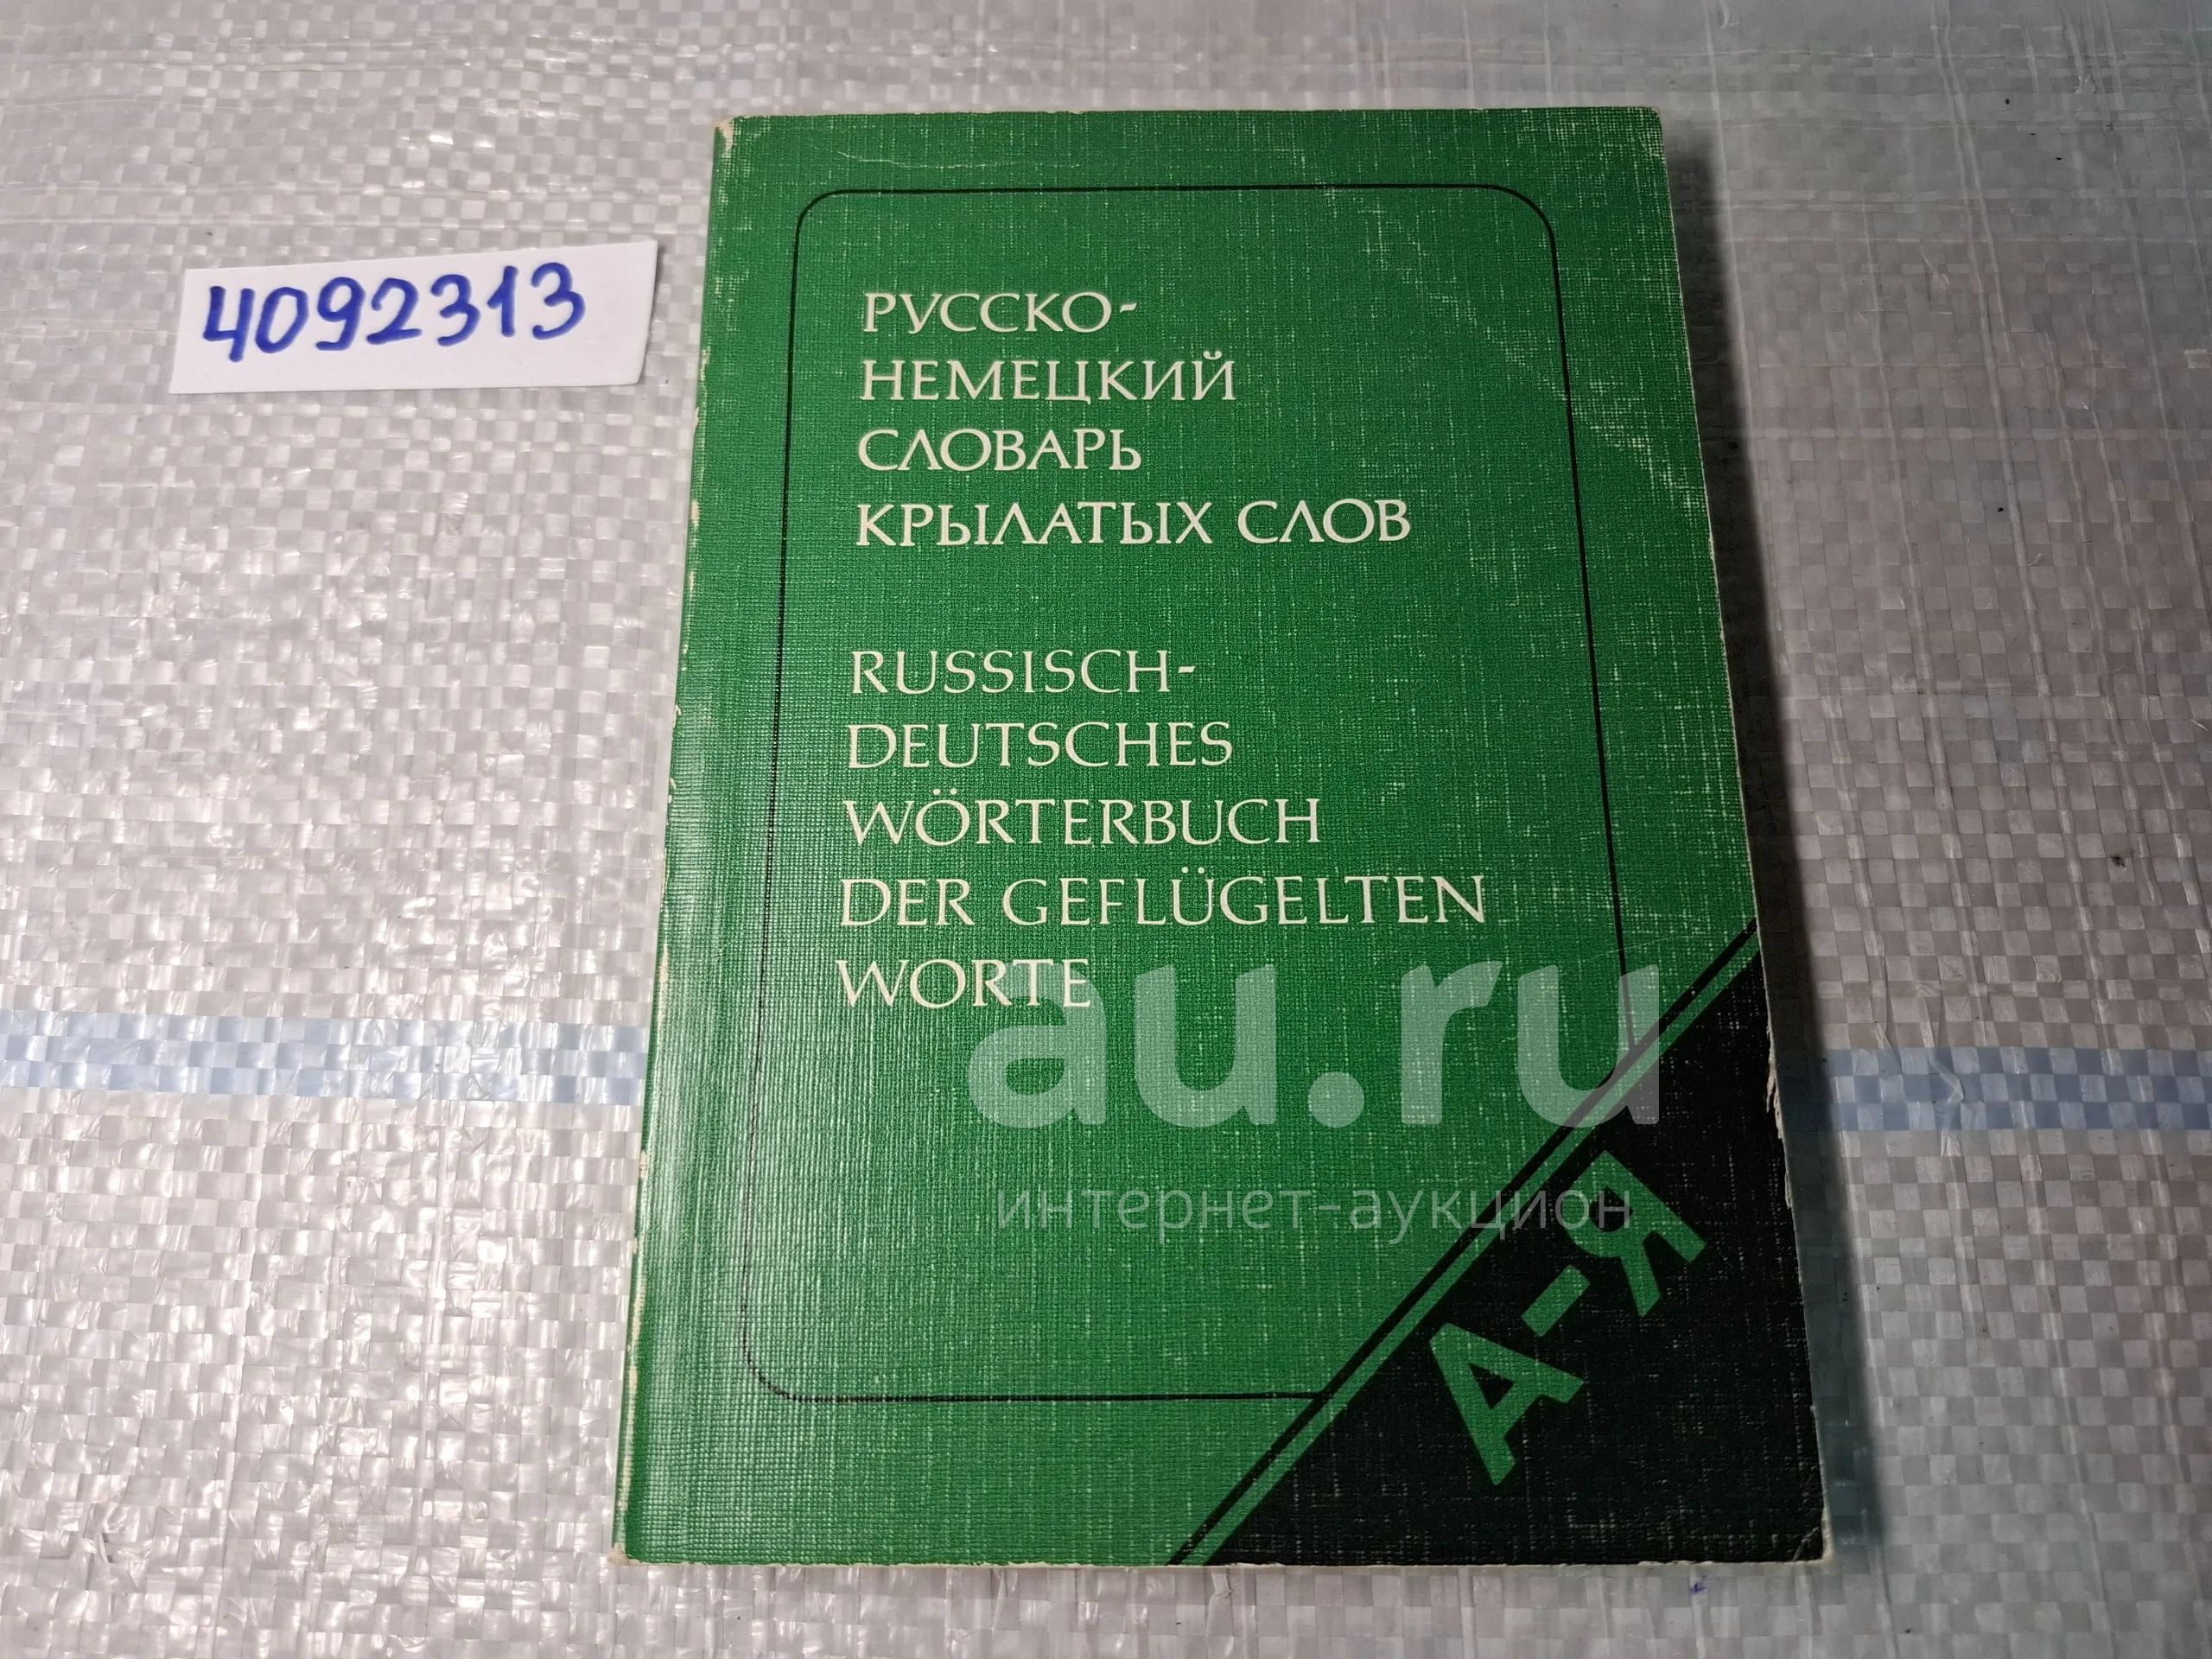 4092313
РУССКО-
НЕМЕЦКИЙ
СЛОВАРЬ
КРЫЛАТЫХ СЛОВ
RUSSISCH-
DEUTSCHES
WÖRTERBUCH
DER GEFLÜGELTEN
WORTE
au.ru
интернет-аукцион
А-Я